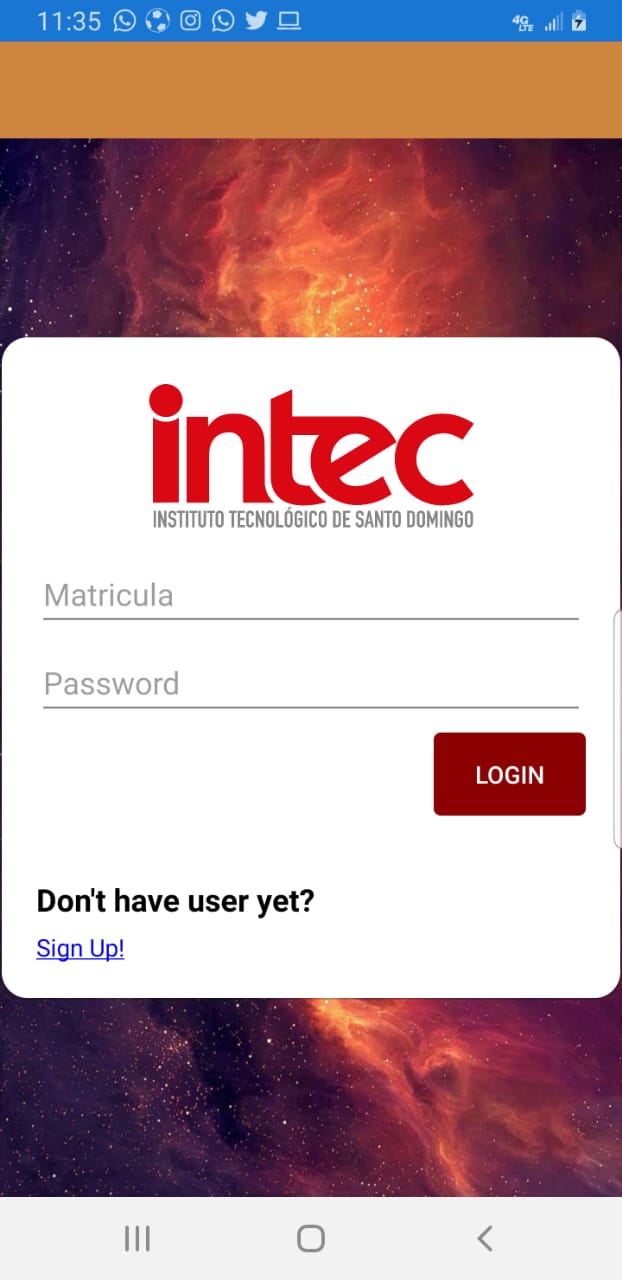 11:35
4G LTE
intec
INSTITUTO TECNOLÓGICO DE SANTO DOMINGO
Matricula
Password
LOGIN
Don't have user yet?
Sign Up!